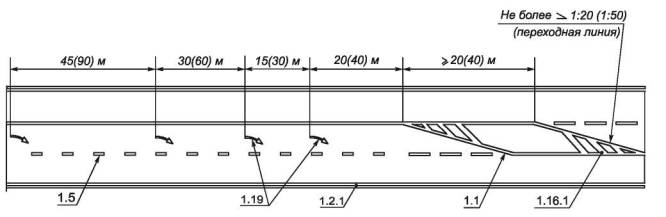 Не более ⦣ 1:20 (1:50)
(переходная линия)
45(90) м
30(60) м
15(30) м
20(40) м
⩾20(40) м
1.5
1.19
1.2.1
1.1
1.16.1